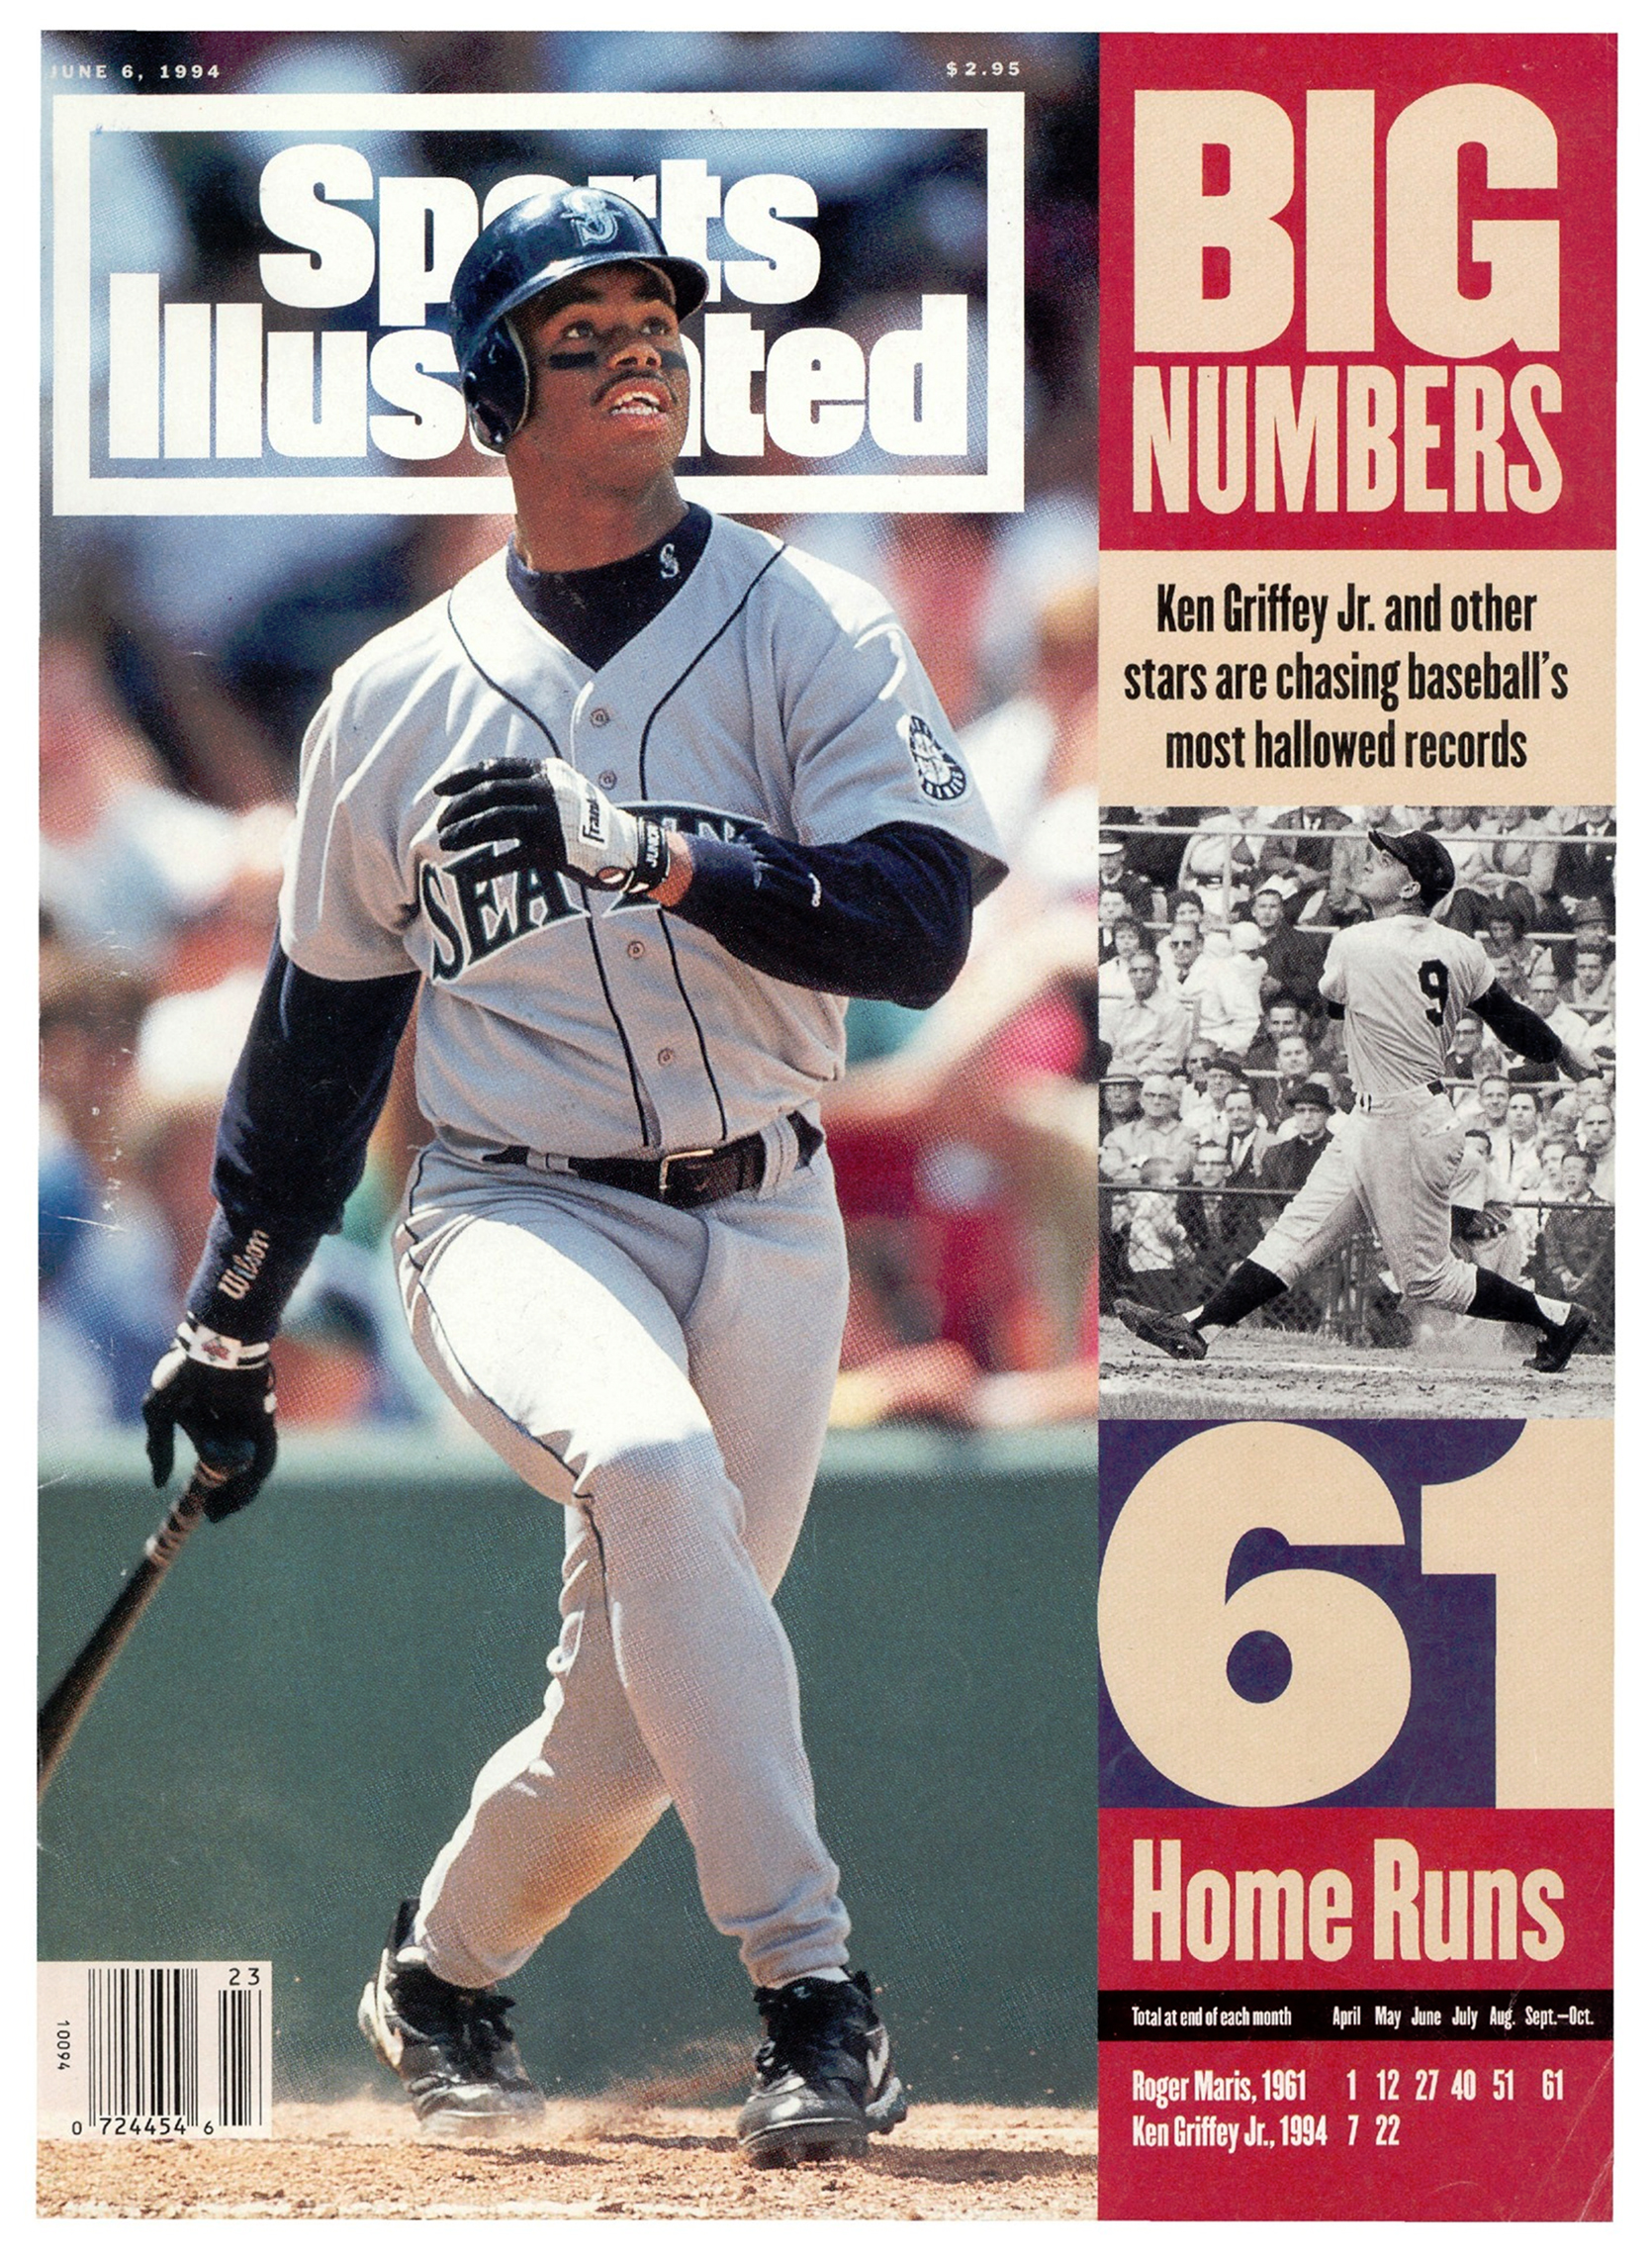 JUNE 6, 1994
$2.95
Sports
Illustrated
BIG
NUMBERS
Ken Griffey Jr. and other
stars are chasing baseball's
most hallowed records
S
SEA
Franklin
JUNIOR
Wilson
9
61
Home Runs
Total at end of each month April May June July Aug. Sept.–Oct.
Roger Maris, 1961 1 12 27 40 51 61
Ken Griffey Jr., 1994 7 22
23
10094
0 724454 6